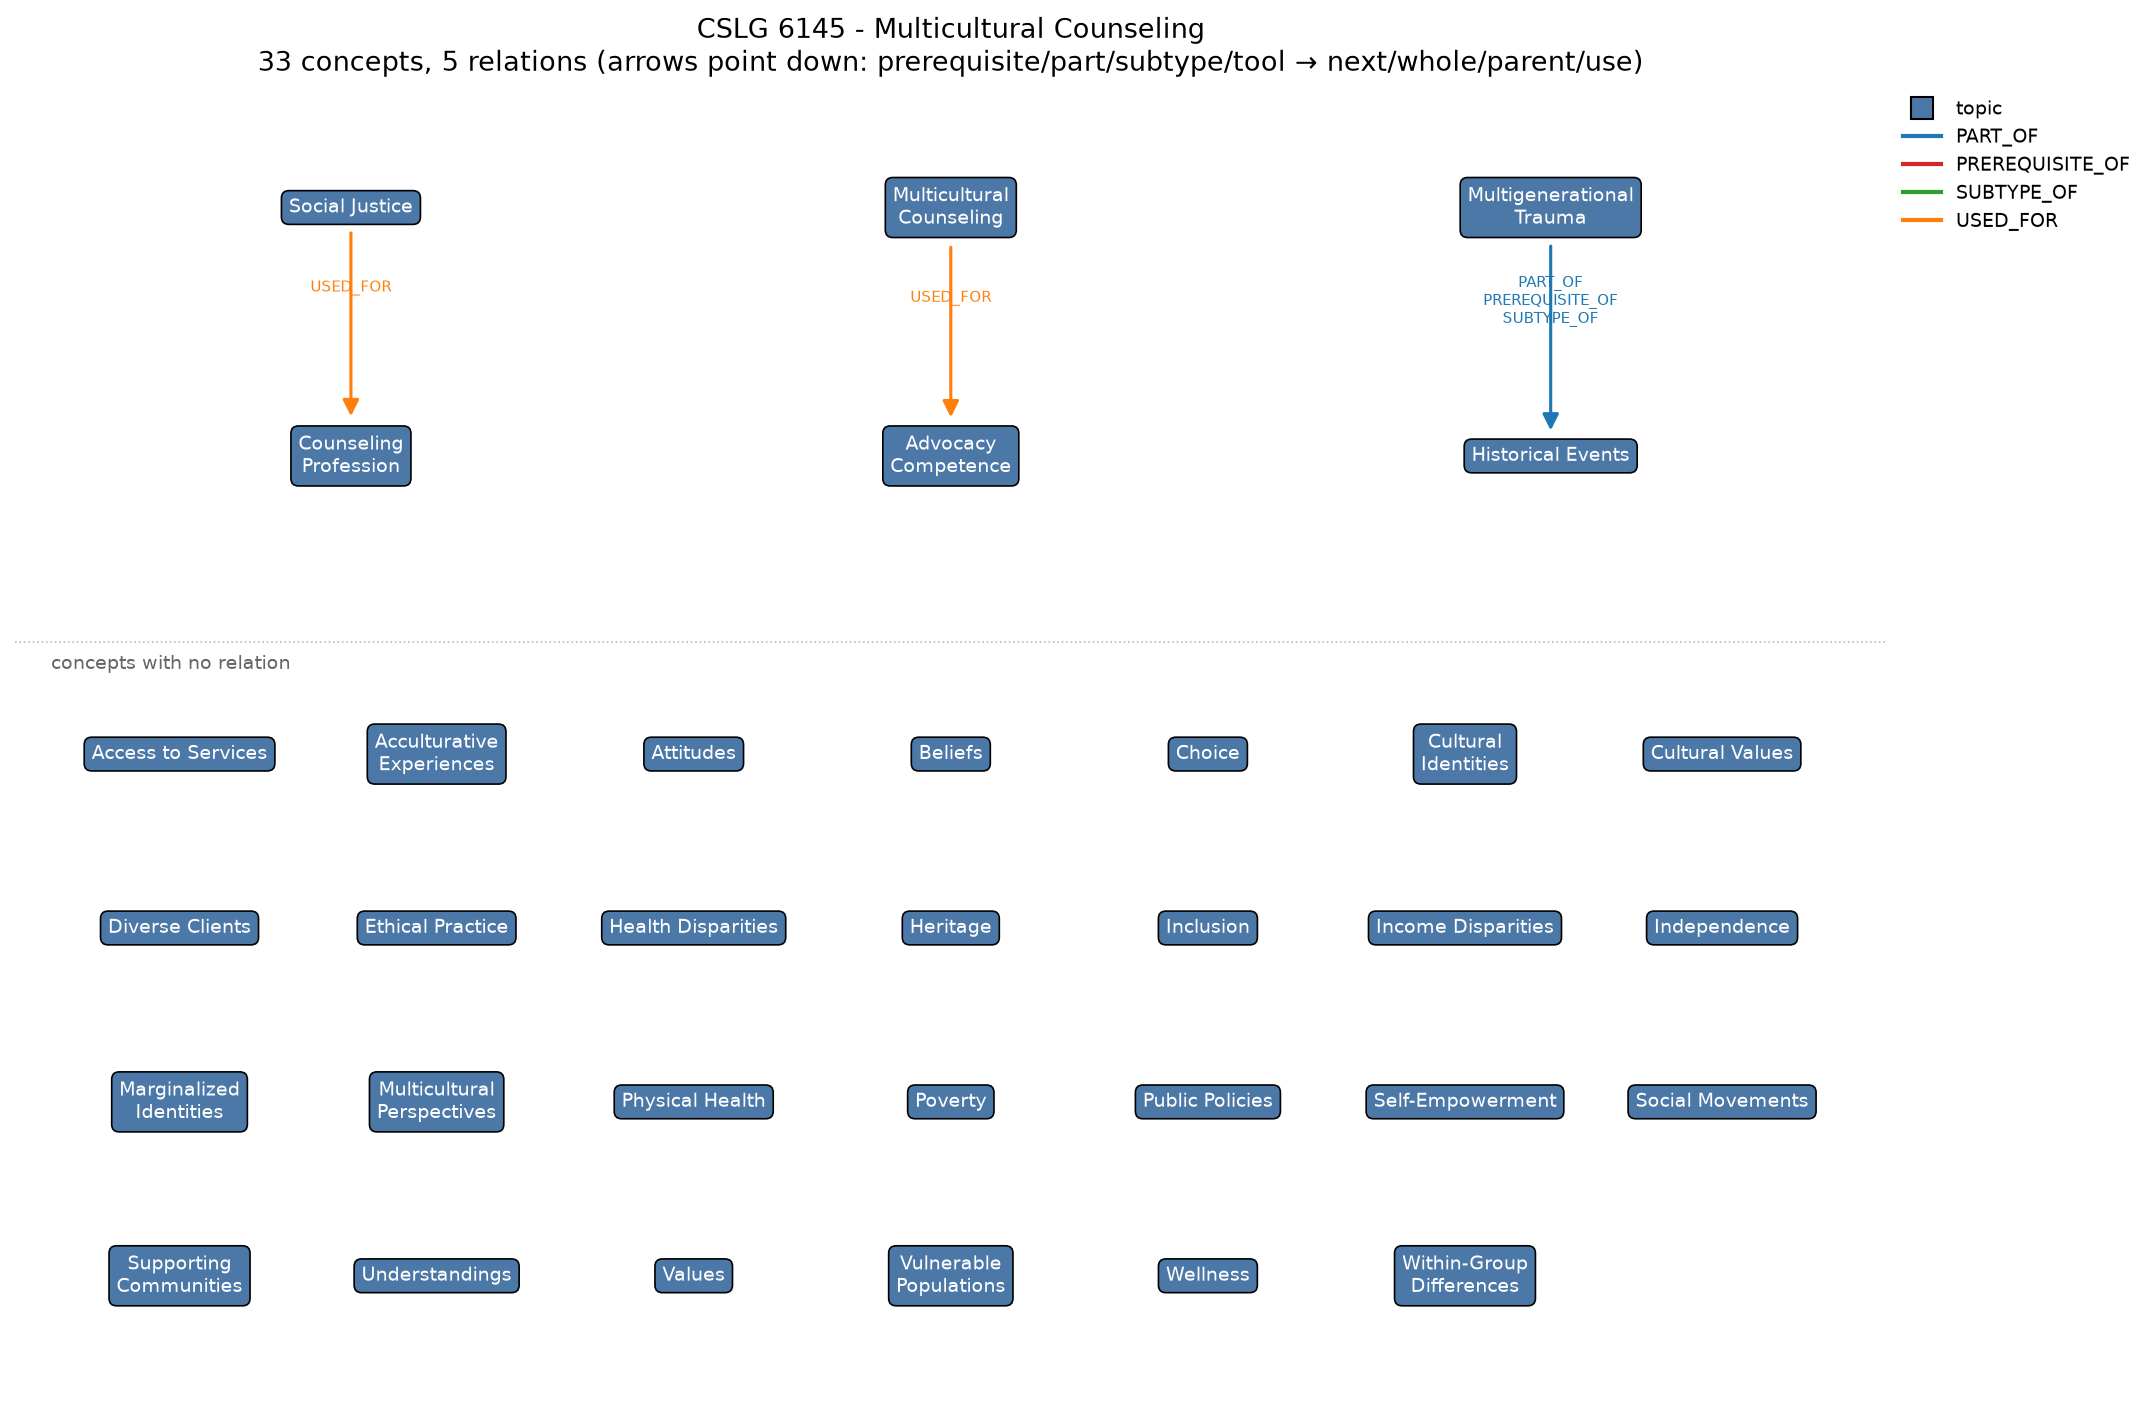 CSLG 6145 - Multicultural Counseling
33 concepts, 5 relations (arrows point down: prerequisite/part/subtype/tool → next/whole/parent/use)
topic
PART_OF
PREREQUISITE_OF
SUBTYPE_OF
USED_FOR
Social Justice
Multicultural
Counseling
Multigenerational
Trauma
USED_FOR
USED_FOR
PART_OF
PREREQUISITE_OF
SUBTYPE_OF
Counseling
Profession
Advocacy
Competence
Historical Events
concepts with no relation
Access to Services
Acculturative
Experiences
Attitudes
Beliefs
Choice
Cultural
Identities
Cultural Values
Diverse Clients
Ethical Practice
Health Disparities
Heritage
Inclusion
Income Disparities
Independence
Marginalized
Identities
Multicultural
Perspectives
Physical Health
Poverty
Public Policies
Self-Empowerment
Social Movements
Supporting
Communities
Understandings
Values
Vulnerable
Populations
Wellness
Within-Group
Differences